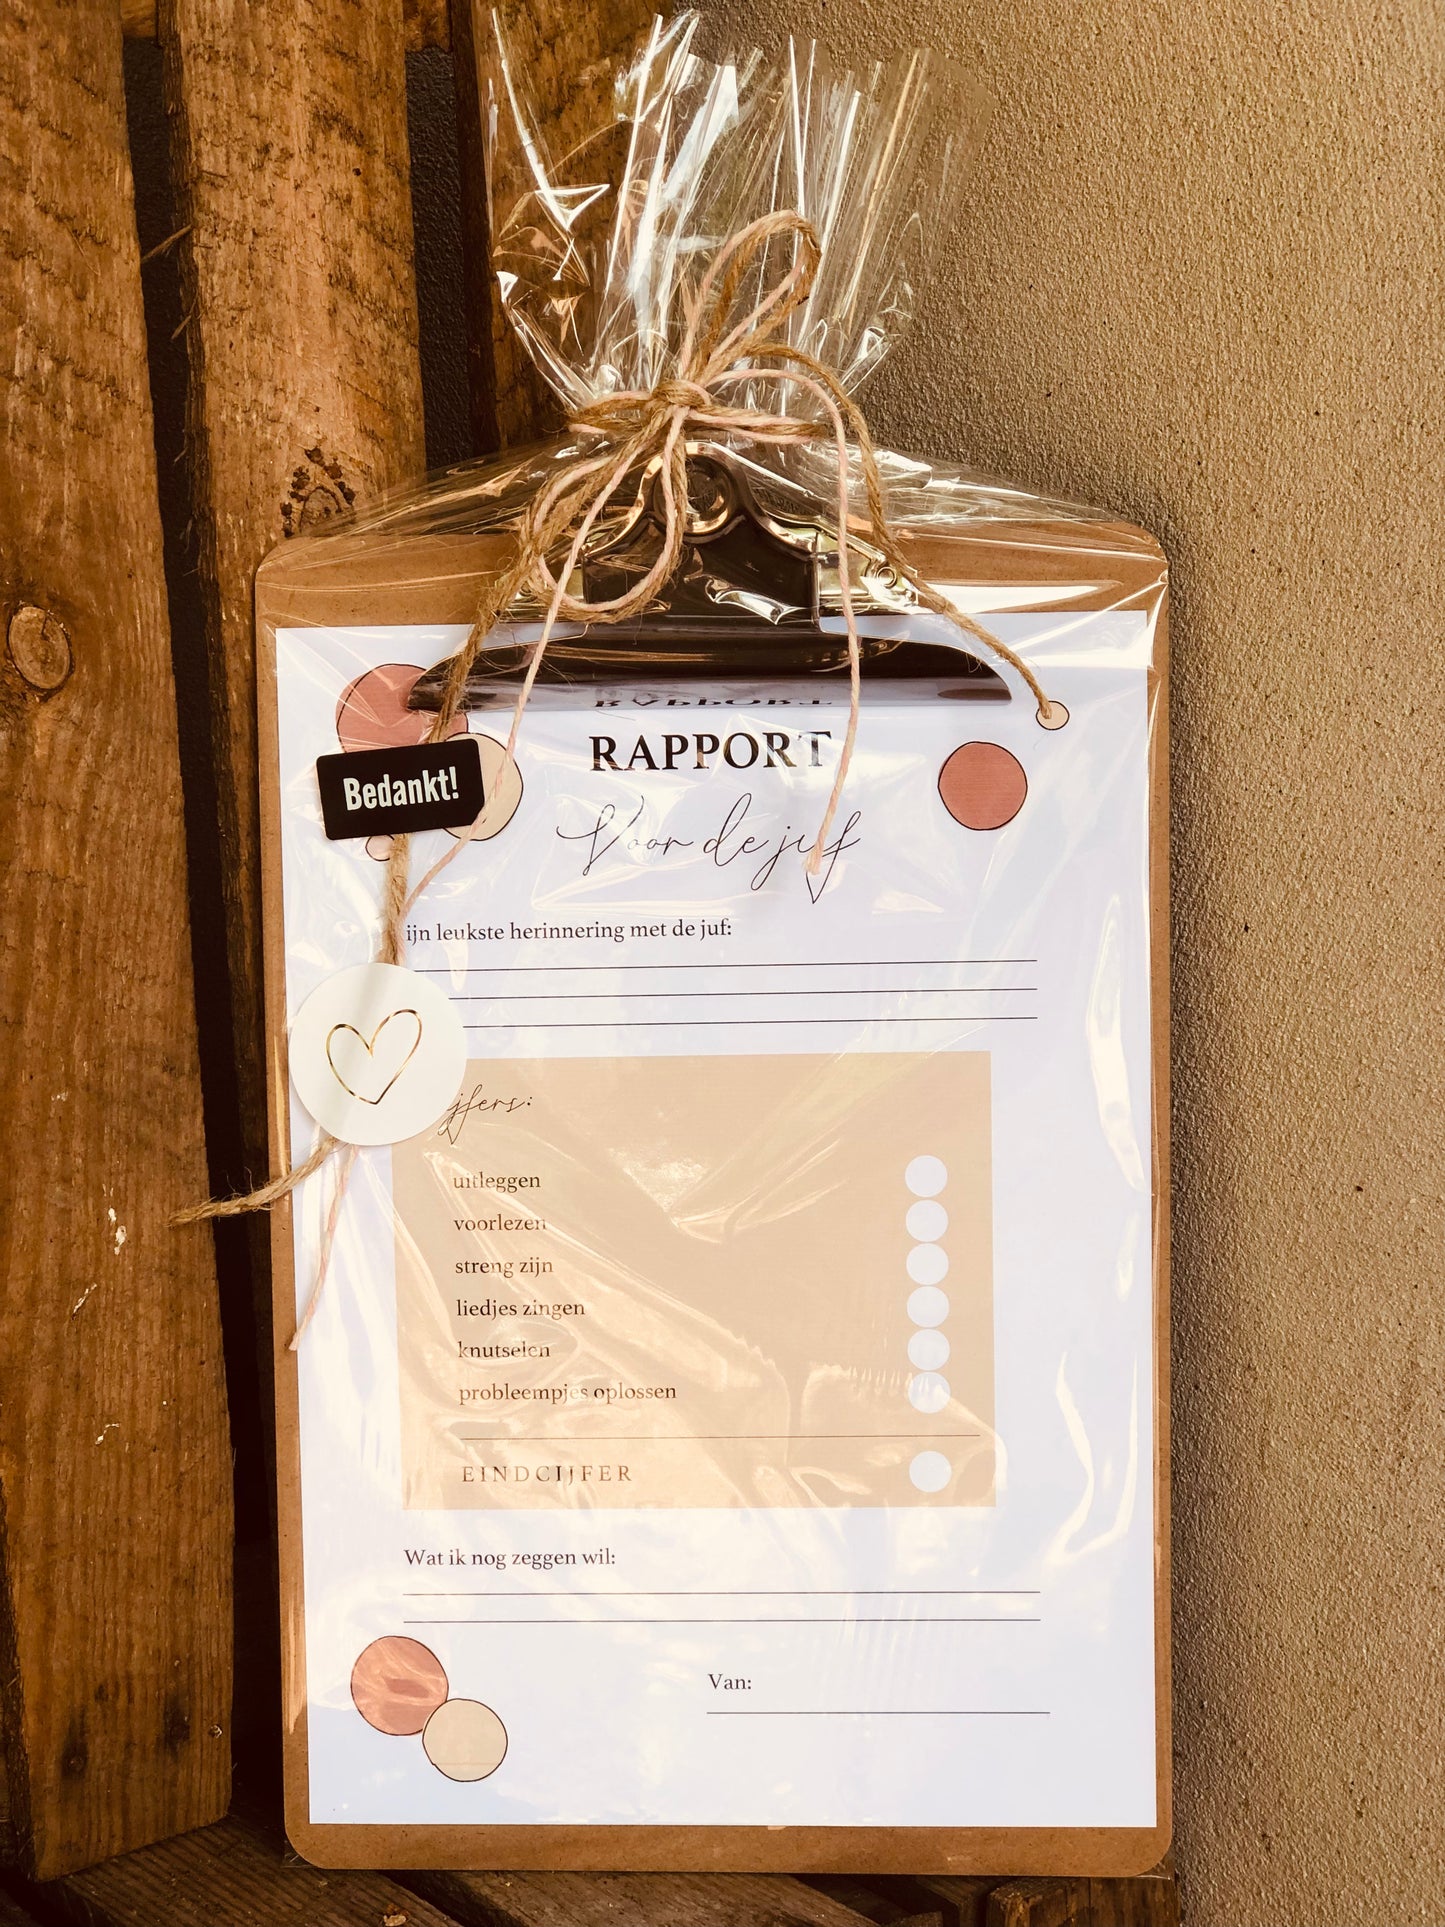 RAPPORT
Voor de juf
Bedankt!
ijn leukste herinnering met de juf:
ijfers:
uitleggen
voorlezen
streng zijn
liedjes zingen
knutselen
probleempjes oplossen
EINDCIJFER
Wat ik nog zeggen wil:
Van: